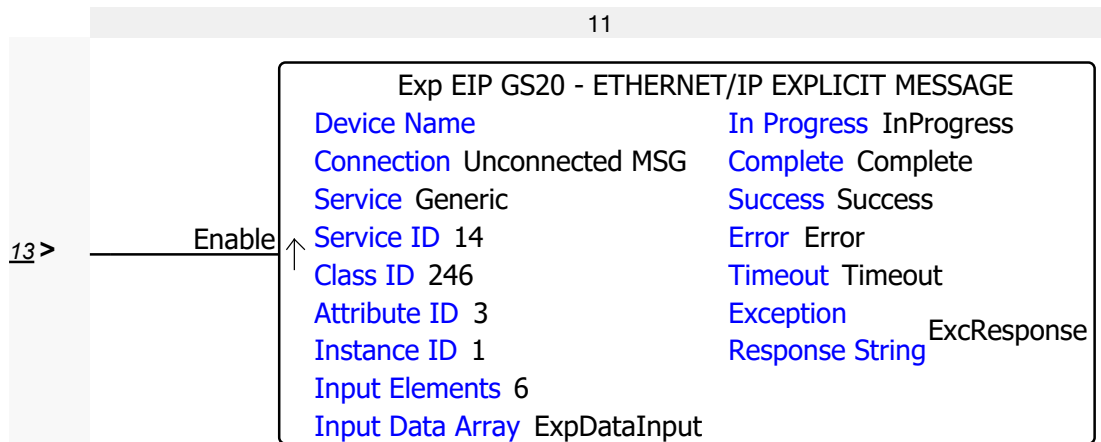 11
Exp EIP GS20 - ETHERNET/IP EXPLICIT MESSAGE
Device Name In Progress InProgress
Connection Unconnected MSG Complete Complete
Service Generic Success Success
13> Enable ↑ Service ID 14 Error Error
Class ID 246 Timeout Timeout
Attribute ID 3 Exception
Instance ID 1 Response String ExcResponse
Input Elements 6
Input Data Array ExpDataInput